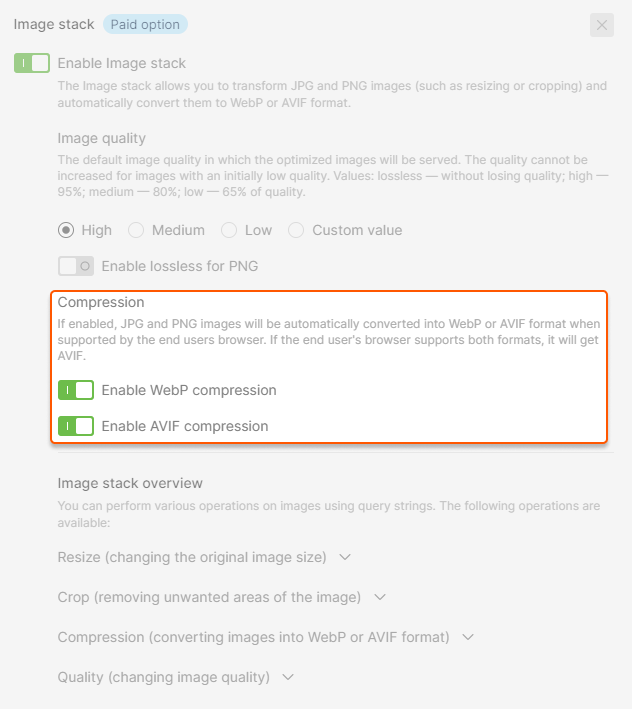 Image stack Paid option
Enable Image stack
The Image stack allows you to transform JPG and PNG images (such as resizing or cropping) and
automatically convert them to WebP or AVIF format.
Image quality
The default image quality in which the optimized images will be served. The quality cannot be
increased for images with an initially low quality. Values: lossless — without losing quality; high —
95%; medium — 80%; low — 65% of quality.
High Medium Low Custom value
Enable lossless for PNG
Compression
If enabled, JPG and PNG images will be automatically converted into WebP or AVIF format when
supported by the end users browser. If the end user's browser supports both formats, it will get
AVIF.
Enable WebP compression
Enable AVIF compression
Image stack overview
You can perform various operations on images using query strings. The following operations are
available:
Resize (changing the original image size)
Crop (removing unwanted areas of the image)
Compression (converting images into WebP or AVIF format)
Quality (changing image quality)